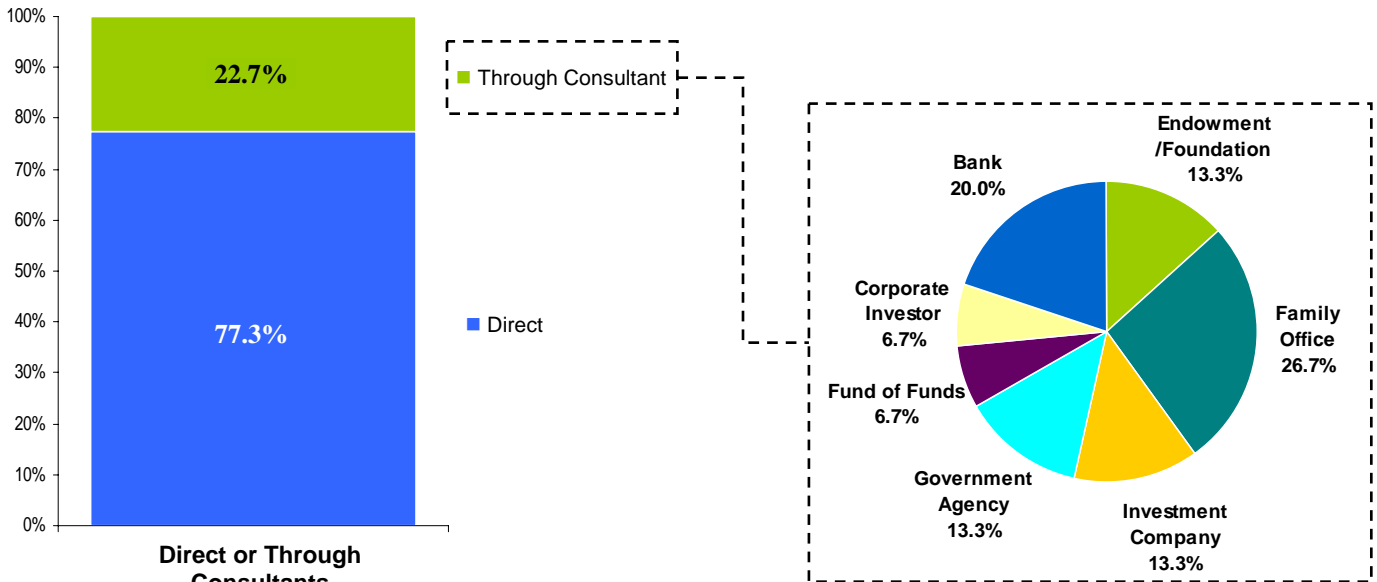 100%
90%
80%
70%
60%
50%
40%
30%
20%
10%
0%
22.7%
77.3%
Direct or Through
Consultants
Through Consultant
Direct
Endowment
/Foundation
13.3%
Family
Office
26.7%
Investment
Company
13.3%
Government
Agency
13.3%
Fund of Funds
6.7%
Corporate
Investor
6.7%
Bank
20.0%